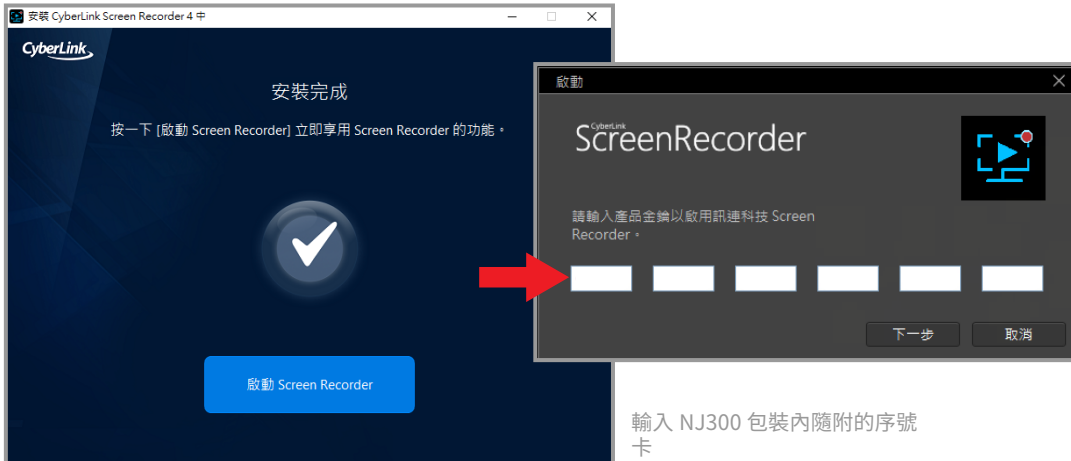 安裝 CyberLink Screen Recorder 4 中
CyberLink
安裝完成
按一下 [啟動 Screen Recorder] 立即享用 Screen Recorder 的功能。
啟動 Screen Recorder
啟動
CyberLink
ScreenRecorder
請輸入產品金鑰以啟用訊連科技 Screen
Recorder。
下一步
取消
輸入 NJ300 包裝內隨附的序號
卡